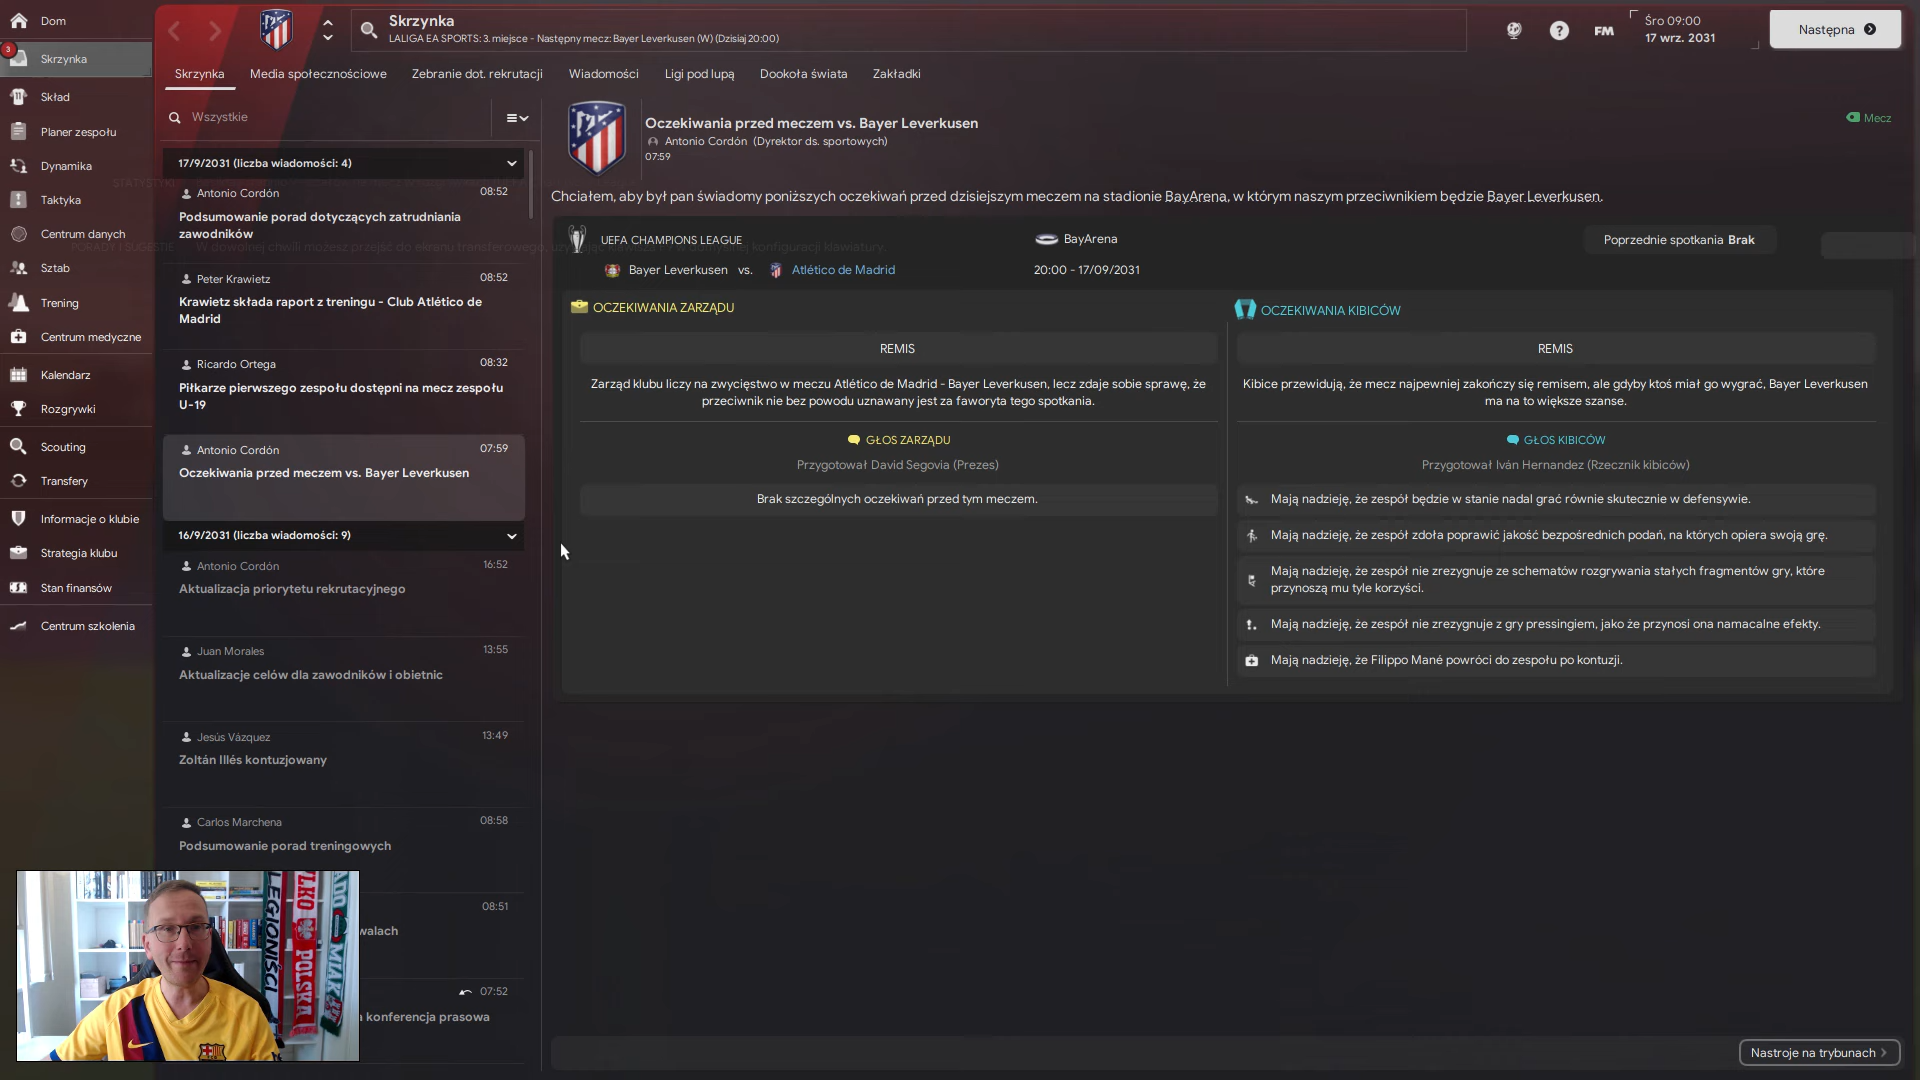 Dom
3
Skrzynka
Skład
Planer zespołu
Dynamika
Taktyka
Centrum danych
Sztab
Trening
Centrum medyczne
Kalendarz
Rozgrywki
Scouting
Transfery
Informacje o klubie
Strategia klubu
Stan finansów
Centrum szkolenia
Skrzynka
LALIGA EA SPORTS: 3. miejsce - Następny mecz: Bayer Leverkusen (W) (Dzisiaj 20:00)
FM
Śro 09:00
17 wrz. 2031
Następna
Skrzynka
Media społecznościowe
Zebranie dot. rekrutacji
Wiadomości
Ligi pod lupą
Dookoła świata
Zakładki
Wszystkie
17/9/2031 (liczba wiadomości: 4)
Antonio Cordón 08:52
Podsumowanie porad dotyczących zatrudniania
zawodników
Peter Krawietz 08:52
Krawietz składa raport z treningu - Club Atlético de
Madrid
Ricardo Ortega 08:32
Piłkarze pierwszego zespołu dostępni na mecz zespołu
U-19
Antonio Cordón 07:59
Oczekiwania przed meczem vs. Bayer Leverkusen
16/9/2031 (liczba wiadomości: 9)
Antonio Cordón 16:52
Aktualizacja priorytetu rekrutacyjnego
Juan Morales 13:55
Aktualizacje celów dla zawodników i obietnic
Jesús Vázquez 13:49
Zoltán Illés kontuzjowany
Carlos Marchena 08:58
Podsumowanie porad treningowych
08:51
walach
07:52
konferencja prasowa
Oczekiwania przed meczem vs. Bayer Leverkusen
Antonio Cordón (Dyrektor ds. sportowych)
07:59
Mecz
Chciałem, aby był pan świadomy poniższych oczekiwań przed dzisiejszym meczem na stadionie BayArena, w którym naszym przeciwnikiem będzie Bayer Leverkusen.
UEFA CHAMPIONS LEAGUE
BayArena
Poprzednie spotkania Brak
Bayer Leverkusen vs. Atlético de Madrid
20:00 - 17/09/2031
OCZEKIWANIA ZARZĄDU
REMIS
Zarząd klubu liczy na zwycięstwo w meczu Atlético de Madrid - Bayer Leverkusen, lecz zdaje sobie sprawę, że
przeciwnik nie bez powodu uznawany jest za faworyta tego spotkania.
GŁOS ZARZĄDU
Przygotował David Segovia (Prezes)
Brak szczególnych oczekiwań przed tym meczem.
OCZEKIWANIA KIBICÓW
REMIS
Kibice przewidują, że mecz najpewniej zakończy się remisem, ale gdyby ktoś miał go wygrać, Bayer Leverkusen
ma na to większe szanse.
GŁOS KIBICÓW
Przygotował Iván Hernandez (Rzecznik kibiców)
Mają nadzieję, że zespół będzie w stanie nadal grać równie skutecznie w defensywie.
Mają nadzieję, że zespół zdoła poprawić jakość bezpośrednich podań, na których opiera swoją grę.
Mają nadzieję, że zespół nie zrezygnuje ze schematów rozgrywania stałych fragmentów gry, które
przynoszą mu tyle korzyści.
Mają nadzieję, że zespół nie zrezygnuje z gry pressingiem, jako że przynosi ona namacalne efekty.
Mają nadzieję, że Filippo Mané powróci do zespołu po kontuzji.
Nastroje na trybunach
LEGIONIŚCI
POLSKA